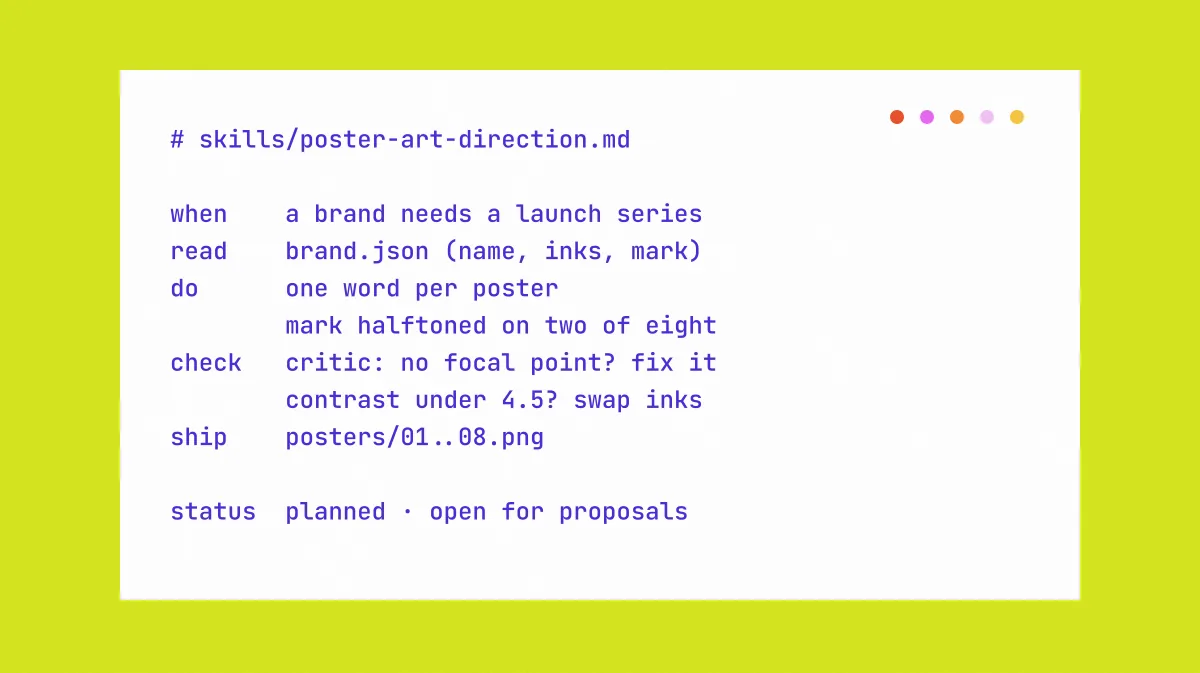 # skills/poster-art-direction.md
when a brand needs a launch series
read brand.json (name, inks, mark)
do one word per poster
mark halftoned on two of eight
check critic: no focal point? fix it
contrast under 4.5? swap inks
ship posters/01..08.png
status planned · open for proposals